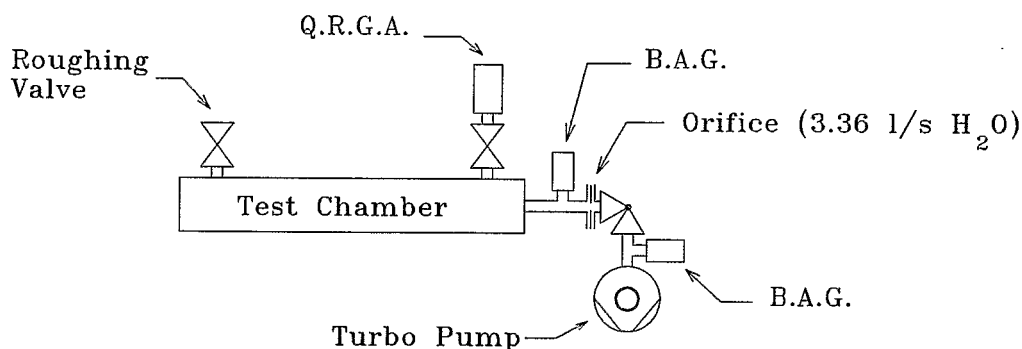 Q.R.G.A.
Roughing
Valve
B.A.G.
Orifice (3.36 l/s H₂O)
Test Chamber
B.A.G.
Turbo Pump